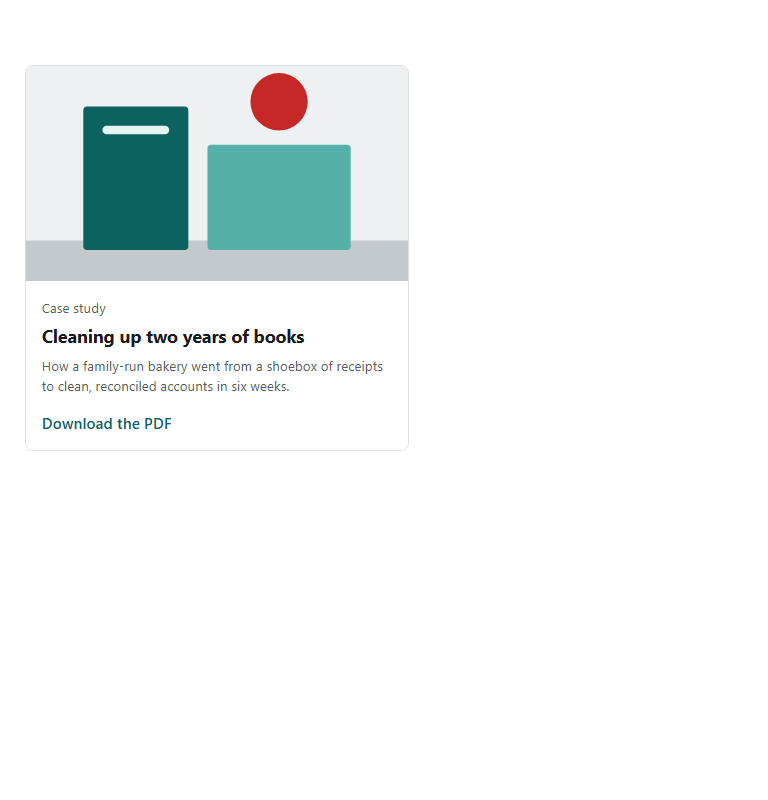 Case study
Cleaning up two years of books
How a family-run bakery went from a shoebox of receipts
to clean, reconciled accounts in six weeks.
Download the PDF